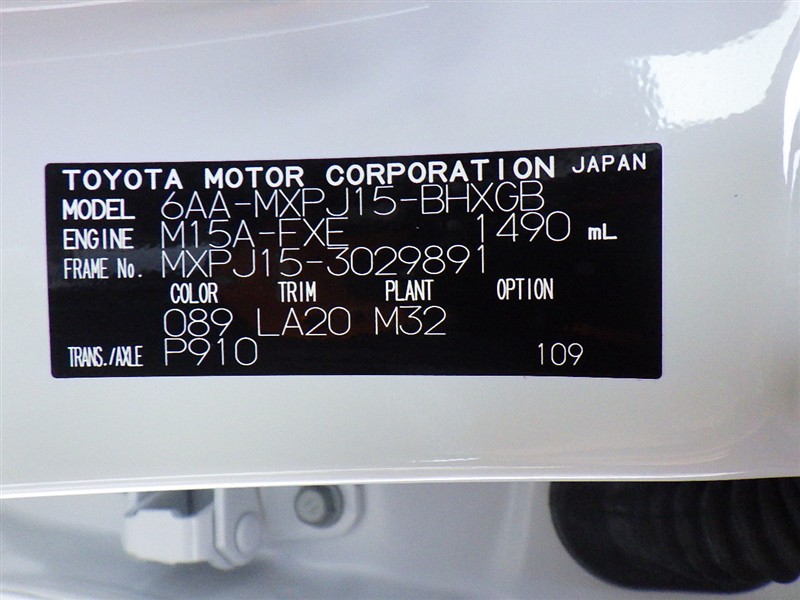 TOYOTA MOTOR CORPORATION JAPAN
MODEL 6AA-MXPJ15-BHXGB
ENGINE M15A-FXE 1490 mL
FRAME No. MXPJ15-3029891
COLOR TRIM PLANT OPTION
089 LA20 M32
TRANS./AXLE P910 109